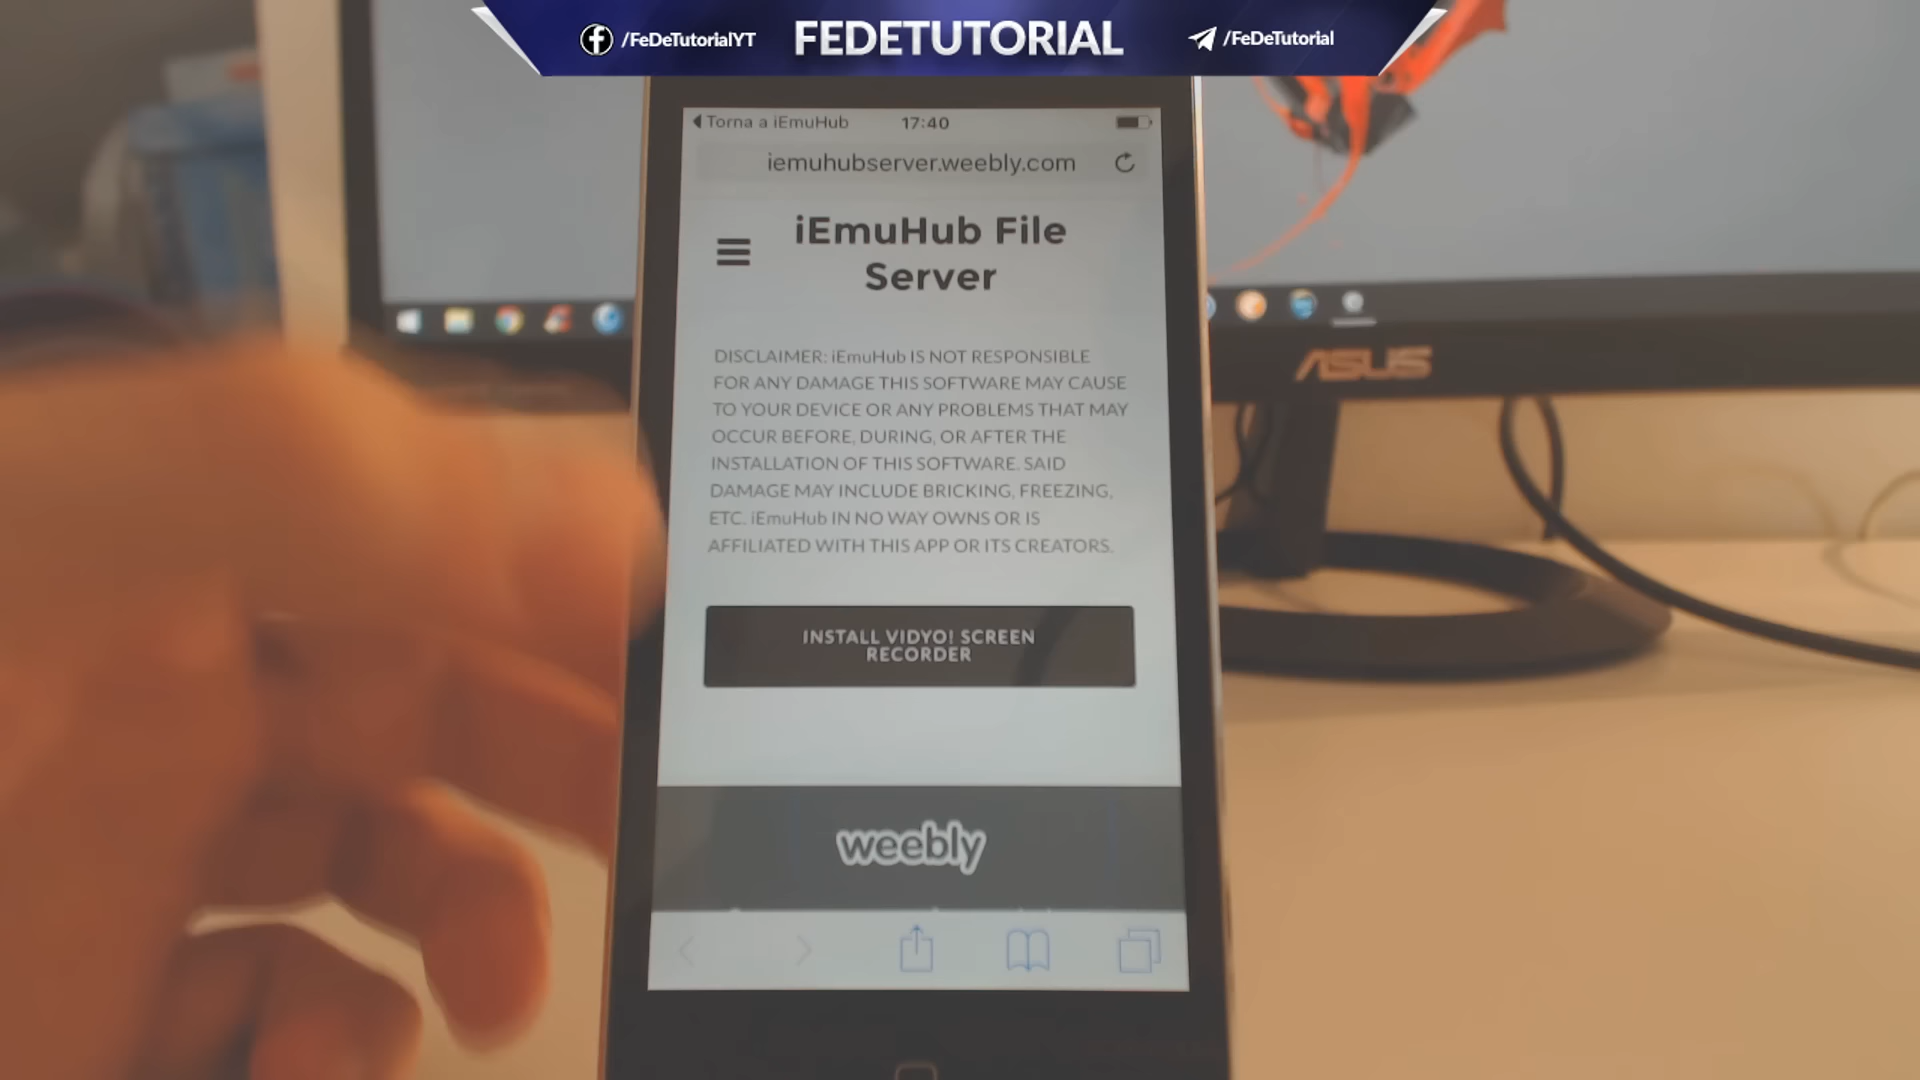 /FeDeTutorialYT
FEDETUTORIAL
/FeDeTutorial
Torna a iEmuHub
17:40
iemuhubserver.weebly.com
iEmuHub File
Server
DISCLAIMER: iEmuHub IS NOT RESPONSIBLE
FOR ANY DAMAGE THIS SOFTWARE MAY CAUSE
TO YOUR DEVICE OR ANY PROBLEMS THAT MAY
OCCUR BEFORE, DURING, OR AFTER THE
INSTALLATION OF THIS SOFTWARE. SAID
DAMAGE MAY INCLUDE BRICKING, FREEZING,
ETC. iEmuHub IN NO WAY OWNS OR IS
AFFILIATED WITH THIS APP OR ITS CREATORS.
INSTALL VIDYO! SCREEN
RECORDER
weebly
ASUS